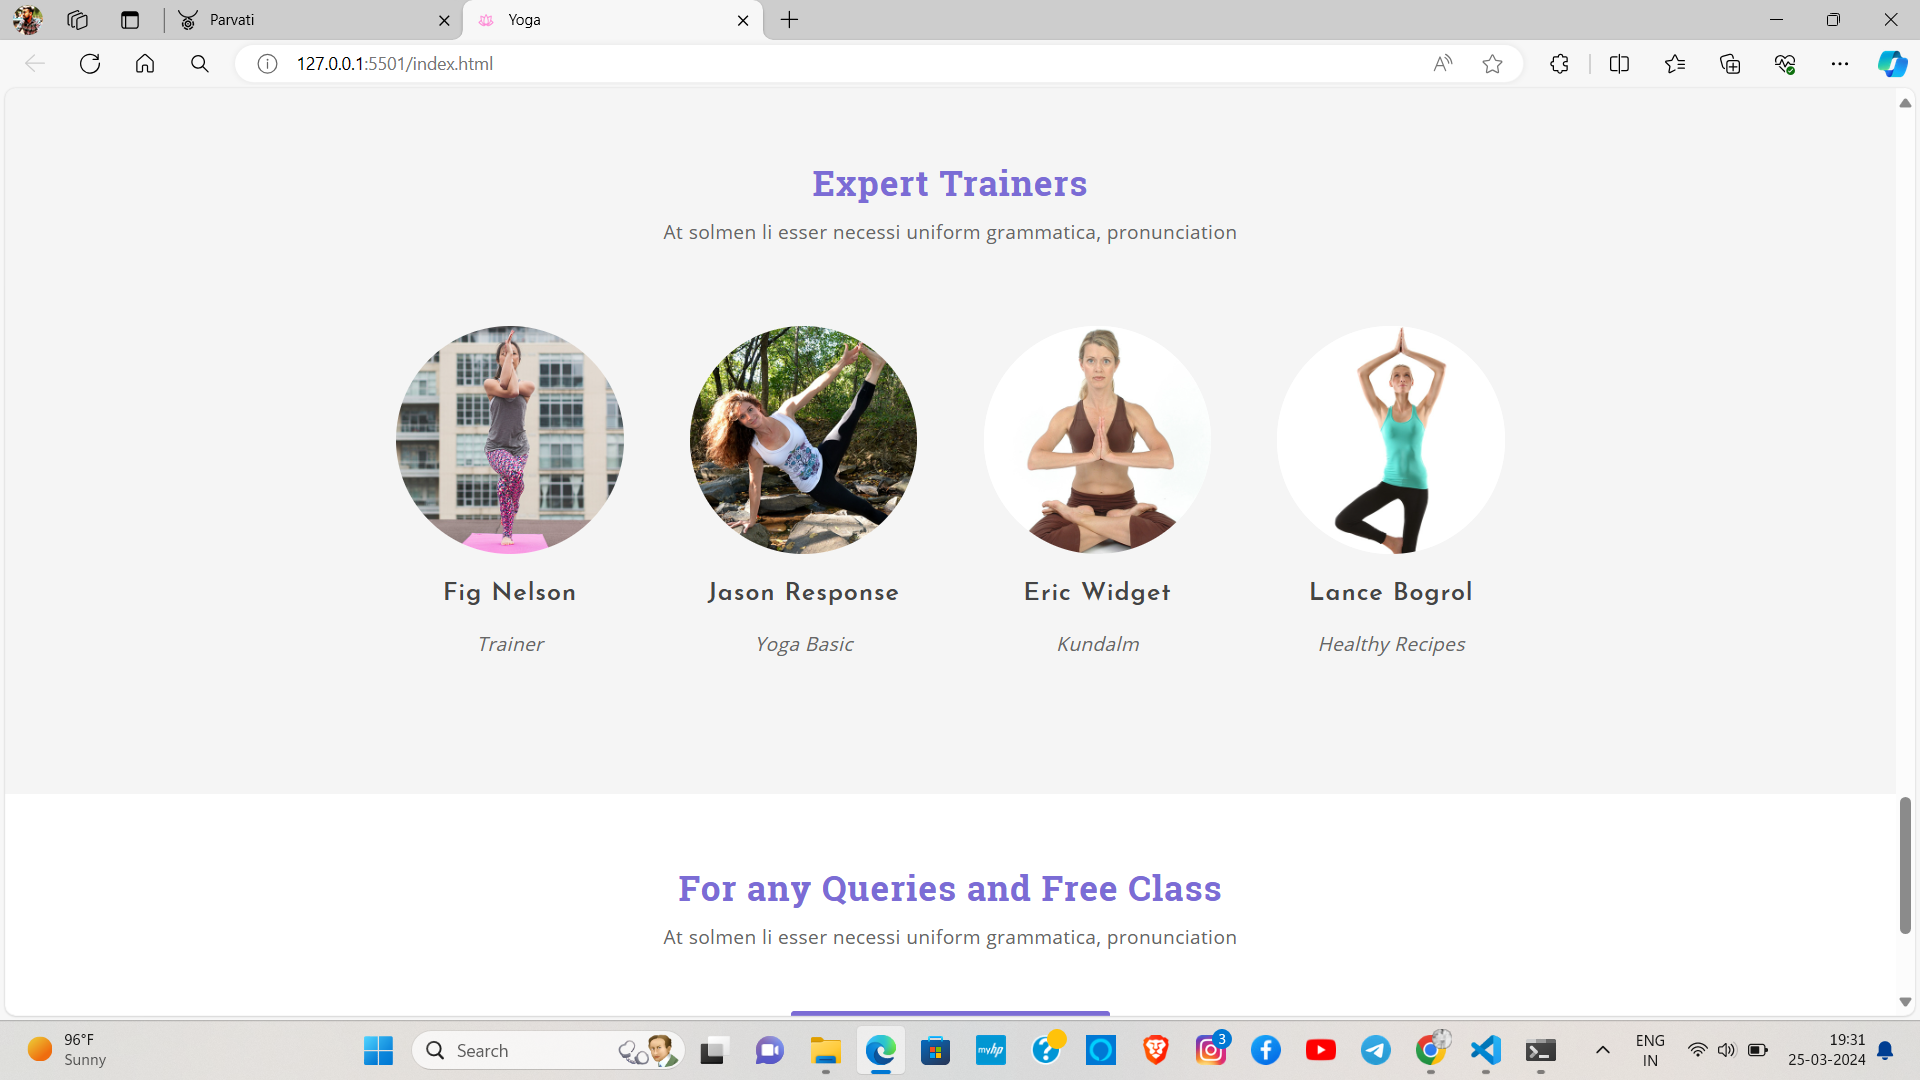 Parvati
Yoga
127.0.0.1:5501/index.html
Expert Trainers
At solmen li esser necessi uniform grammatica, pronunciation
Fig Nelson
Jason Response
Eric Widget
Lance Bogrol
Trainer
Yoga Basic
Kundalm
Healthy Recipes
For any Queries and Free Class
At solmen li esser necessi uniform grammatica, pronunciation
96°F
Sunny
Search
myhp
3
ENG
IN
19:31
25-03-2024